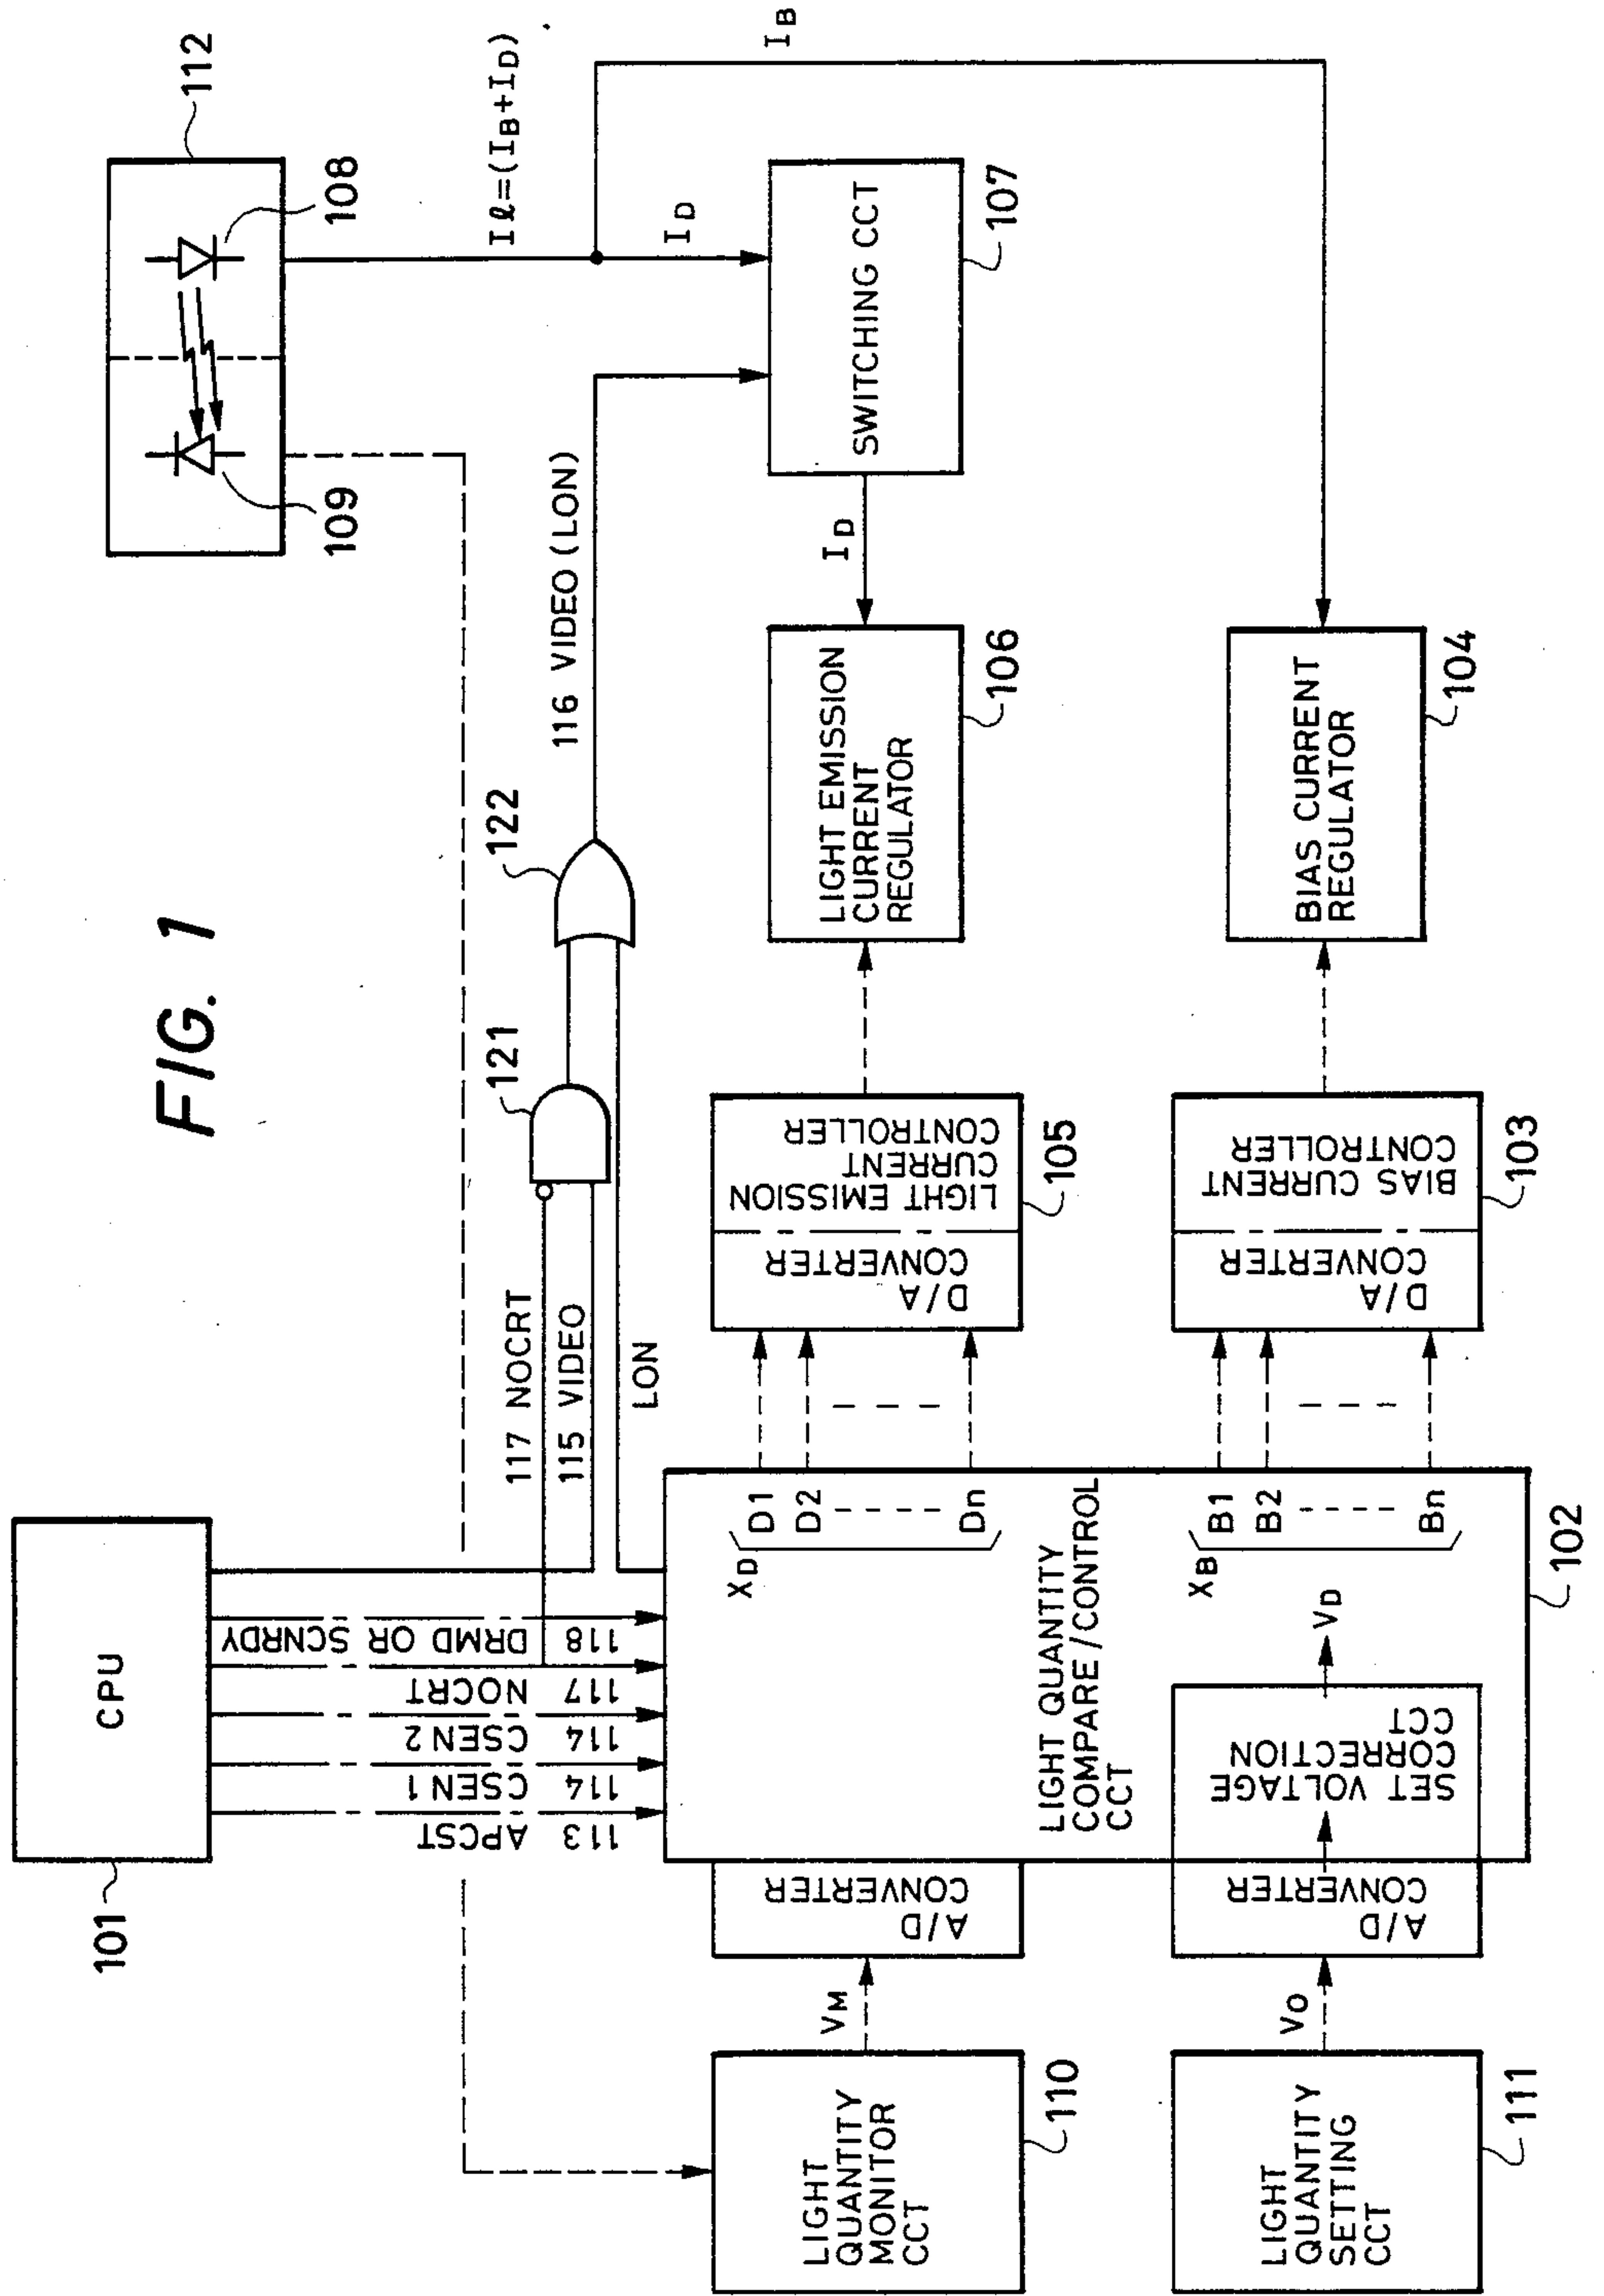 FIG. 1
CPU
101
113 APCST
114 CSEN 1
114 CSEN 2
117 NOCRT
118 DRMD OR SCNRDY
117 NOCRT
115 VIDEO
LON
121
122
116 VIDEO (LON)
109
108
112
Iℓ=(IB+ID)
ID
IB
SWITCHING CCT
107
ID
LIGHT EMISSION
CURRENT
REGULATOR
106
BIAS CURRENT
REGULATOR
104
D/A
CONVERTER
LIGHT EMISSION
CURRENT
CONTROLLER
105
D/A
CONVERTER
BIAS CURRENT
CONTROLLER
103
XD
D1
D2
Dn
LIGHT QUANTITY
COMPARE/CONTROL
CCT
XB
B1
B2
Bn
102
VD
SET VOLTAGE
CORRECTION
CCT
A/D
CONVERTER
A/D
CONVERTER
VM
VO
LIGHT
QUANTITY
MONITOR
CCT
110
LIGHT
QUANTITY
SETTING
CCT
111